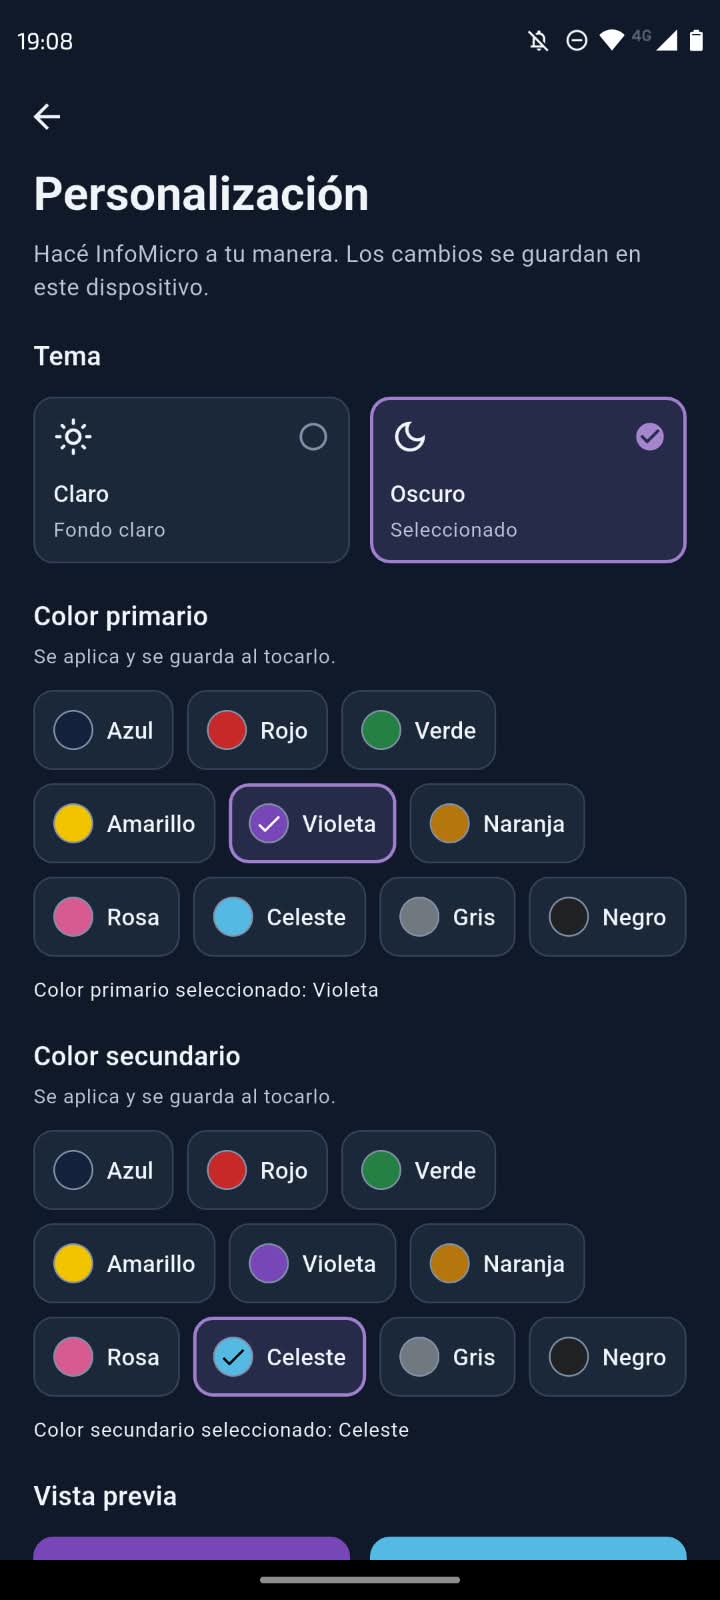 19:08
4G
Personalización
Hacé InfoMicro a tu manera. Los cambios se guardan en
este dispositivo.
Tema
Claro
Fondo claro
Oscuro
Seleccionado
Color primario
Se aplica y se guarda al tocarlo.
Azul Rojo Verde
Amarillo Violeta Naranja
Rosa Celeste Gris Negro
Color primario seleccionado: Violeta
Color secundario
Se aplica y se guarda al tocarlo.
Azul Rojo Verde
Amarillo Violeta Naranja
Rosa Celeste Gris Negro
Color secundario seleccionado: Celeste
Vista previa